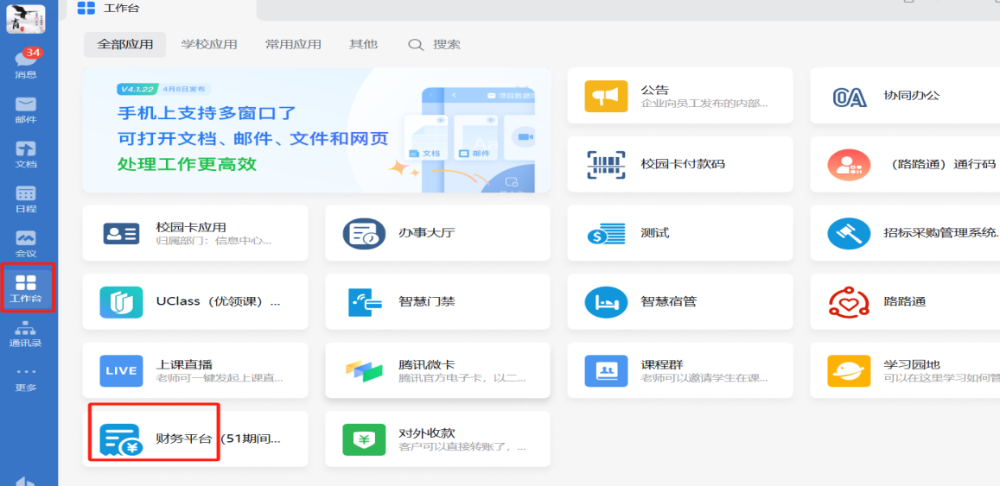 工作台
34
消息
邮件
文档
日程
会议
工作台
通讯录
更多
全部应用
学校应用
常用应用
其他
搜索
V4.1.22 4月8日发布
手机上支持多窗口了
可打开文档、邮件、文件和网页
处理工作更高效
文档
邮件
公告
企业向员工发布的内部...
OA
协同办公
校园卡付款码
（路路通）通行码
校园卡应用
归属部门：信息中心...
办事大厅
测试
招标采购管理系统.
UClass（优领课）...
智慧门禁
智慧宿管
路路通
LIVE
上课直播
老师可一键发起上课直...
腾讯微卡
腾讯官方电子卡，以二...
课程群
老师可以邀请学生在课...
学习园地
可以在这里学习如何管
财务平台（51期间...
对外收款
客户可以直接转账了，...